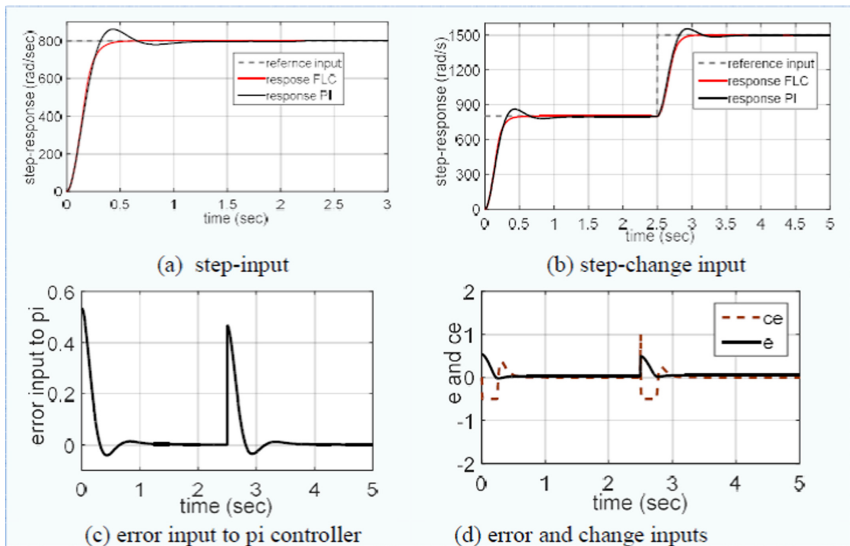 step-response (rad/sec)
800
600
400
200
0
reference input
respose FLC
response PI
0 0.5 1 1.5 2 2.5 3
time (sec)
(a) step-input
step-response (rad/s)
1500
1200
900
600
300
0
reference input
response FLC
response PI
0 0.5 1 1.5 2 2.5 3 3.5 4 4.5 5
time (sec)
(b) step-change input
error input to pi
0.6
0.4
0.2
0
0 1 2 3 4 5
time (sec)
(c) error input to pi controller
e and ce
2
1
0
-1
-2
ce
e
0 1 2 3 4 5
time (sec)
(d) error and change inputs